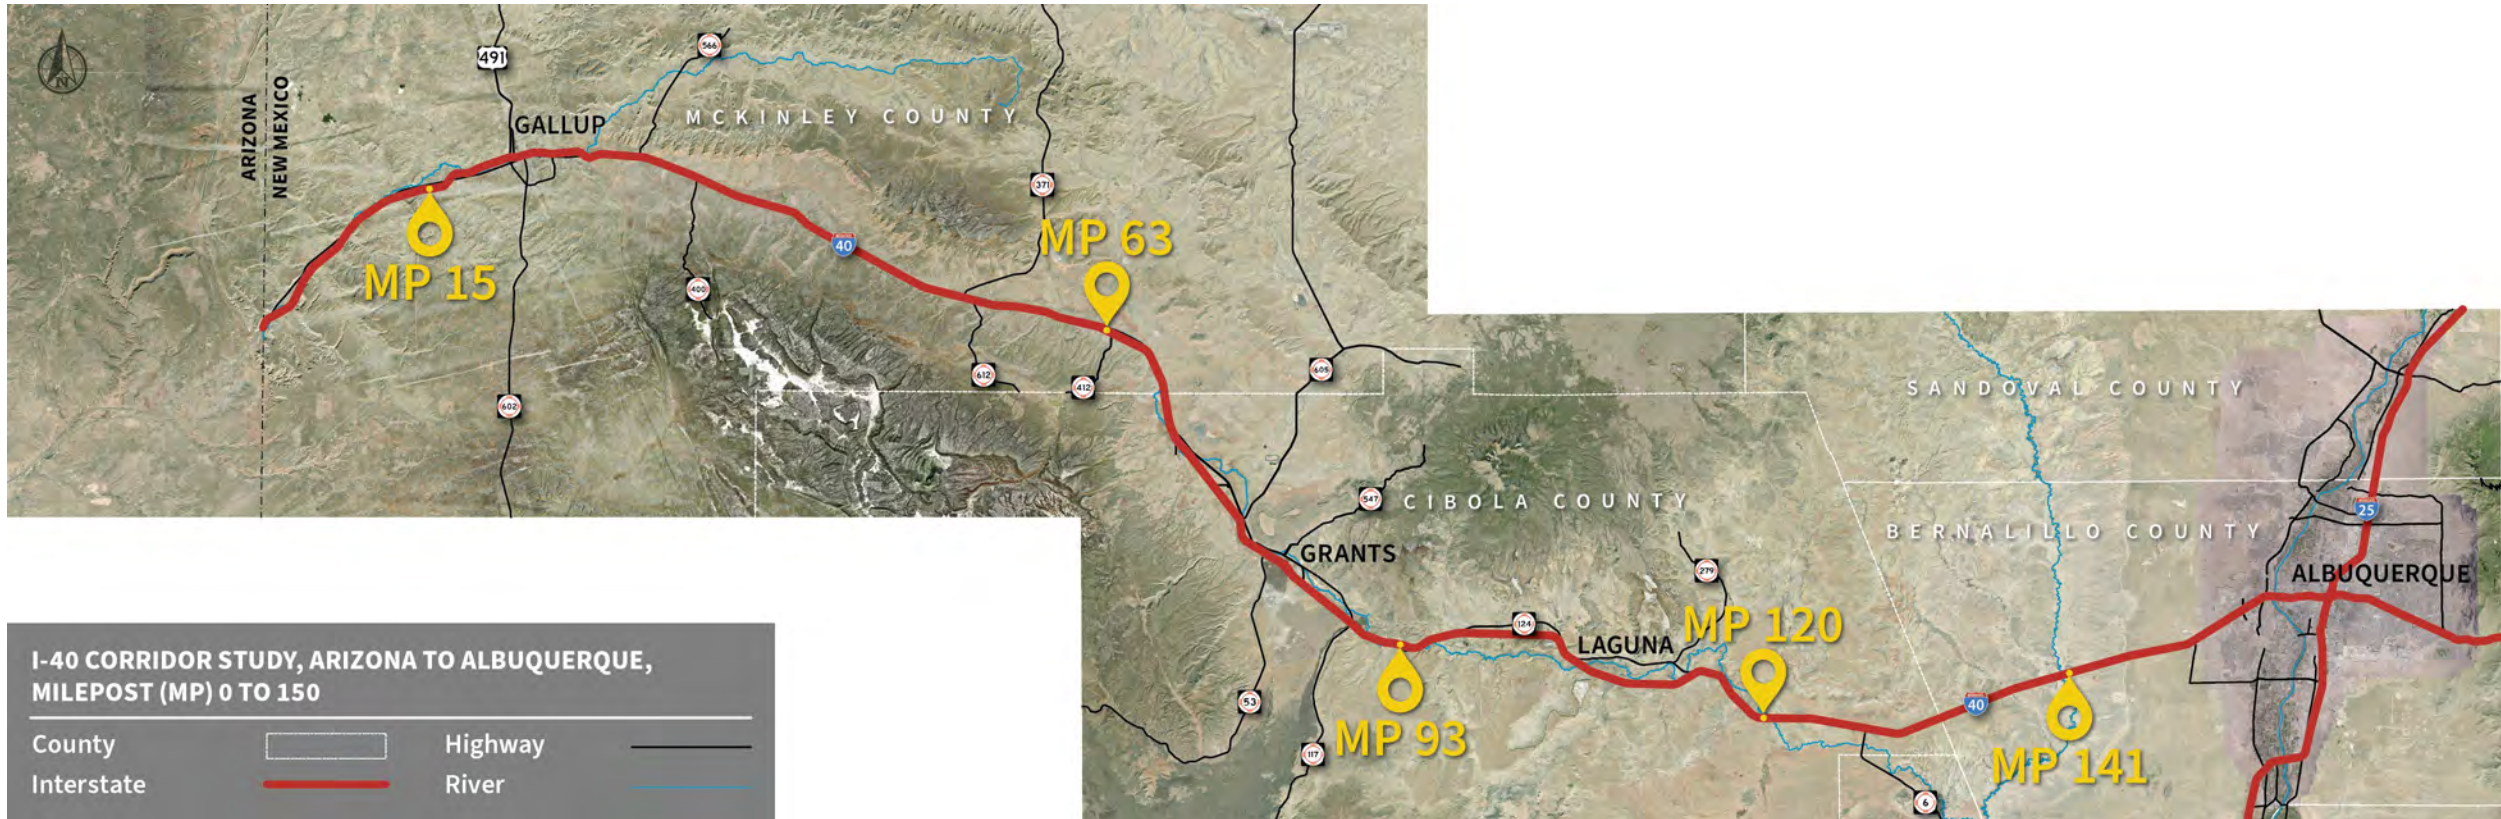 N
ARIZONA
NEW MEXICO
491
566
GALLUP
MCKINLEY COUNTY
371
MP 63
40
MP 15
400
612
412
602
605
SANDOVAL COUNTY
547
CIBOLA COUNTY
25
BERNALILLO COUNTY
GRANTS
279
ALBUQUERQUE
124
LAGUNA
MP 120
53
117
MP 93
40
MP 141
6
I-40 CORRIDOR STUDY, ARIZONA TO ALBUQUERQUE,
MILEPOST (MP) 0 TO 150
County
Highway
Interstate
River